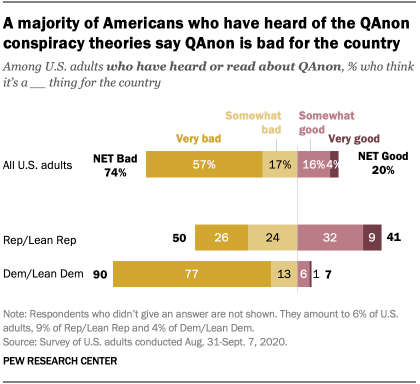 A majority of Americans who have heard of the QAnon
conspiracy theories say QAnon is bad for the country
Among U.S. adults who have heard or read about QAnon, % who think
it's a __ thing for the country
Somewhat bad
Somewhat good
Very bad
Very good
All U.S. adults
NET Bad
74%
57%
17%
16%
4%
NET Good
20%
Rep/Lean Rep 50 26 24 32 9 41
Dem/Lean Dem 90 77 13 6 1 7
Note: Respondents who didn't give an answer are not shown. They amount to 6% of U.S.
adults, 9% of Rep/Lean Rep and 4% of Dem/Lean Dem.
Source: Survey of U.S. adults conducted Aug. 31-Sept. 7, 2020.
PEW RESEARCH CENTER